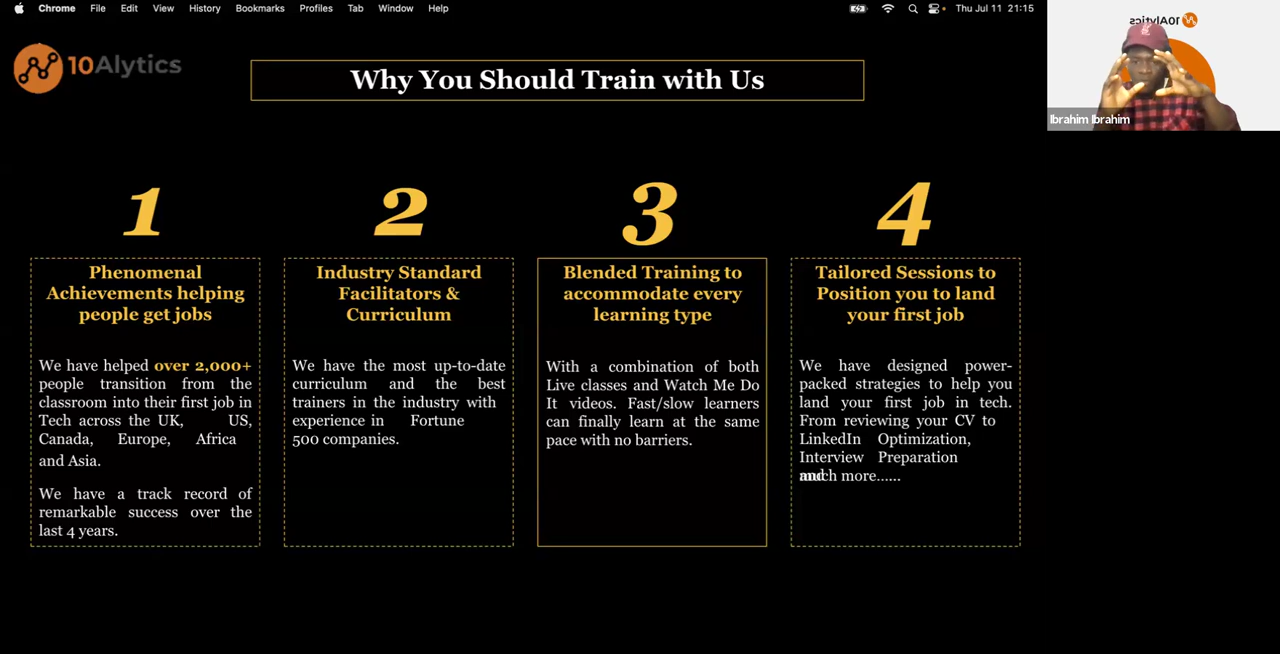 Chrome File Edit View History Bookmarks Profiles Tab Window Help Thu Jul 11 21:15
10Alytics
Why You Should Train with Us
10Alytics
Ibrahim Ibrahim
1
Phenomenal
Achievements helping
people get jobs
We have helped over 2,000+
people transition from the
classroom into their first job in
Tech across the UK, US,
Canada, Europe, Africa
and Asia.
We have a track record of
remarkable success over the
last 4 years.
2
Industry Standard
Facilitators &
Curriculum
We have the most up-to-date
curriculum and the best
trainers in the industry with
experience in Fortune
500 companies.
3
Blended Training to
accommodate every
learning type
With a combination of both
Live classes and Watch Me Do
It videos. Fast/slow learners
can finally learn at the same
pace with no barriers.
4
Tailored Sessions to
Position you to land
your first job
We have designed power-
packed strategies to help you
land your first job in tech.
From reviewing your CV to
LinkedIn Optimization,
Interview Preparation
and much more......